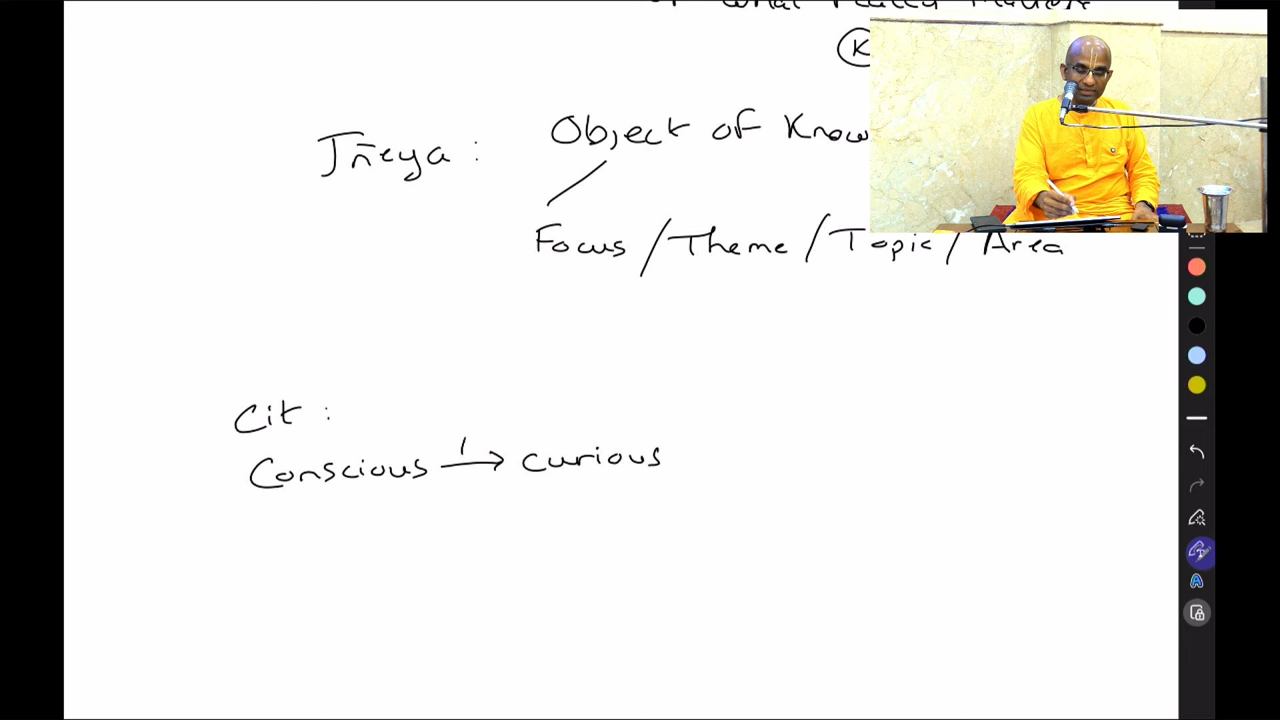 K
Jñeya : Object of Know
Focus / Theme / Topic / Area
Cit :
Conscious → curious